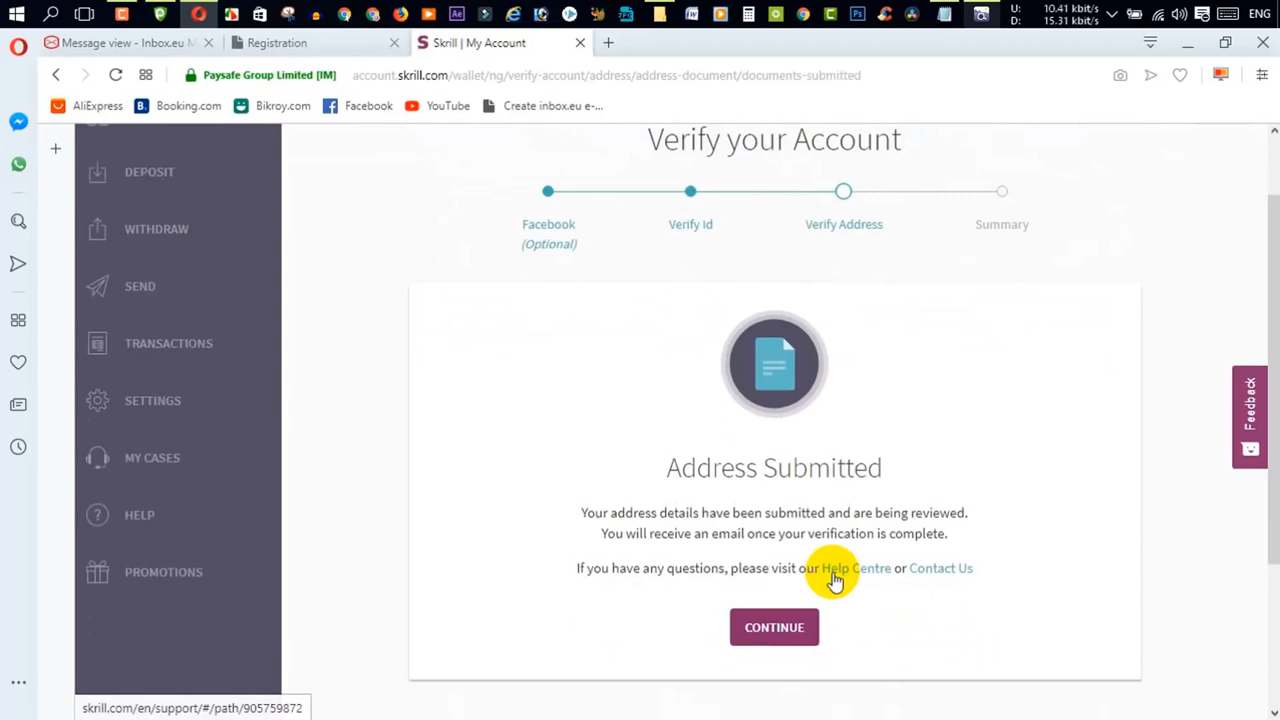 U: 10.41 kbit/s
D: 15.31 kbit/s
ENG
Message view - Inbox.eu M
Registration
Skrill | My Account
Paysafe Group Limited [IM]
account.skrill.com/wallet/ng/verify-account/address/address-document/documents-submitted
AliExpress
Booking.com
Bikroy.com
Facebook
YouTube
Create inbox.eu e-...
DEPOSIT
WITHDRAW
SEND
TRANSACTIONS
SETTINGS
MY CASES
HELP
PROMOTIONS
Verify your Account
Facebook
(Optional)
Verify Id
Verify Address
Summary
Address Submitted
Your address details have been submitted and are being reviewed.
You will receive an email once your verification is complete.
If you have any questions, please visit our Help Centre or Contact Us
CONTINUE
Feedback
skrill.com/en/support/#/path/905759872